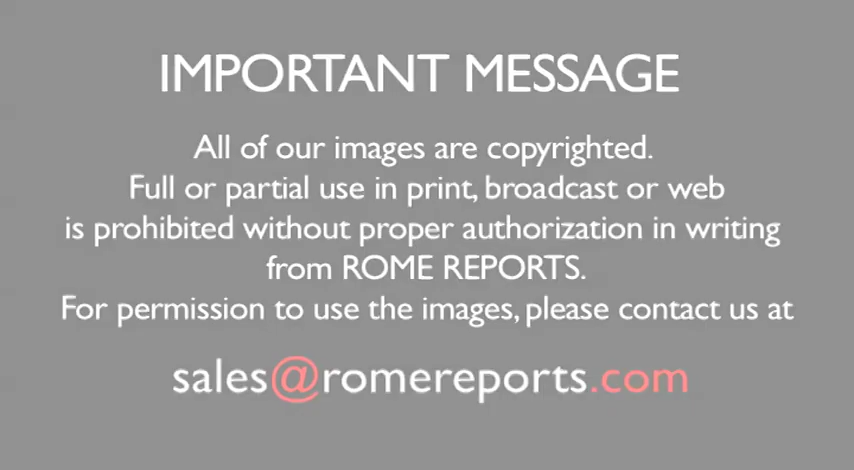 IMPORTANT MESSAGE
All of our images are copyrighted.
Full or partial use in print, broadcast or web
is prohibited without proper authorization in writing
from ROME REPORTS.
For permission to use the images, please contact us at
sales@romereports.com